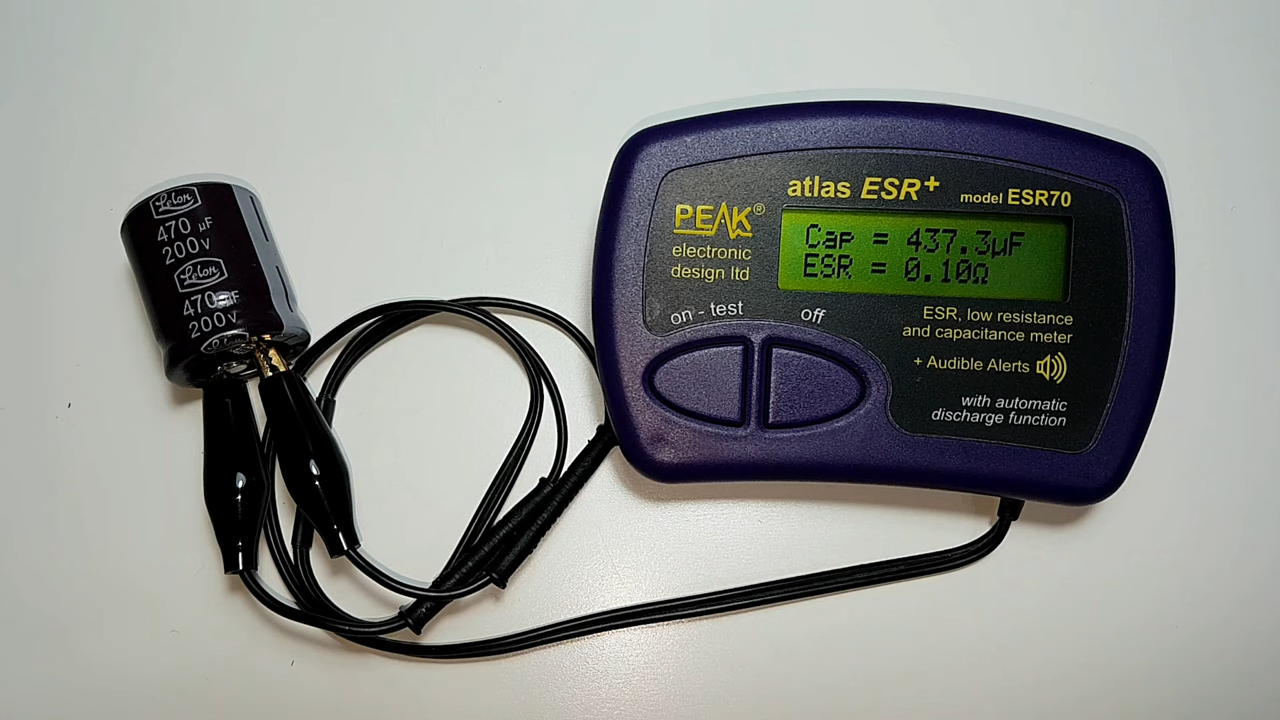 Lelon
470 µF
200V
Lelon
470µF
200V
Lelon
atlas ESR+ model ESR70
PEAK®
electronic
design ltd
Cap = 437.3µF
ESR = 0.10Ω
on - test
off
ESR, low resistance
and capacitance meter
+ Audible Alerts
with automatic
discharge function